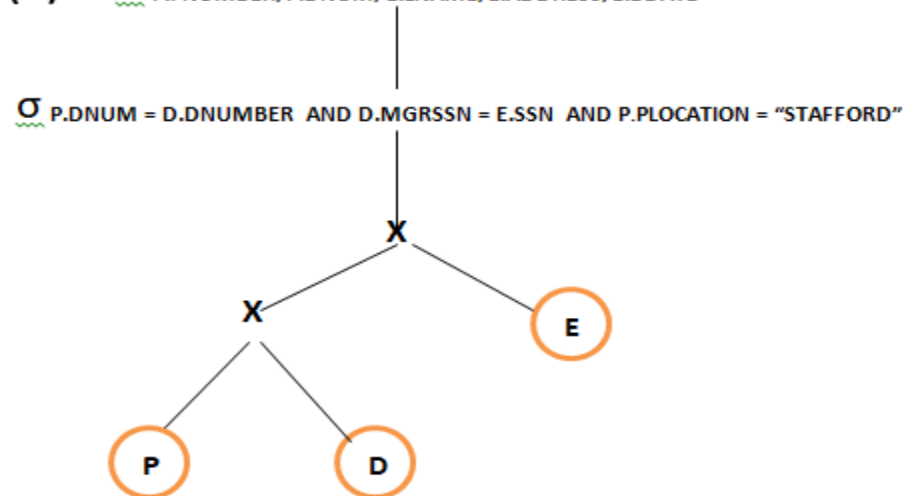 σ P.DNUM = D.DNUMBER AND D.MGRSSN = E.SSN AND P.PLOCATION = “STAFFORD”
X
X
E
P
D